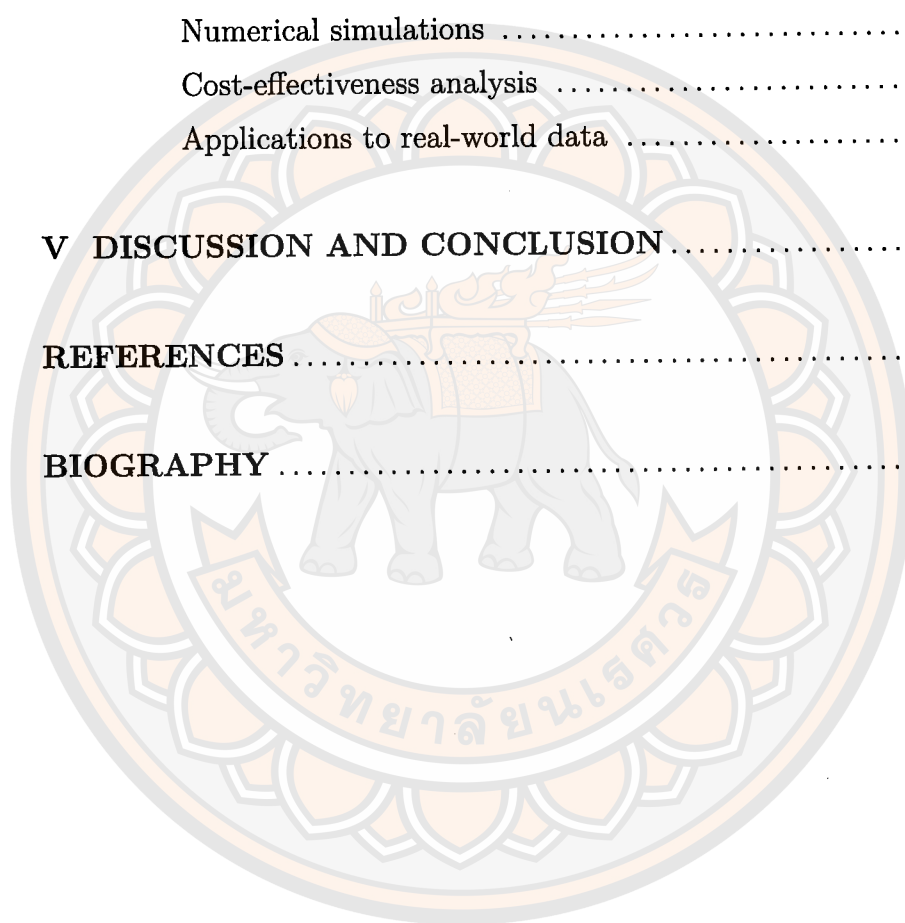 Numerical simulations ..............................
Cost-effectiveness analysis ..........................
Applications to real-world data .....................
V DISCUSSION AND CONCLUSION.................
REFERENCES...............................................
BIOGRAPHY................................................
มหาวิทยาลัยนเรศวร